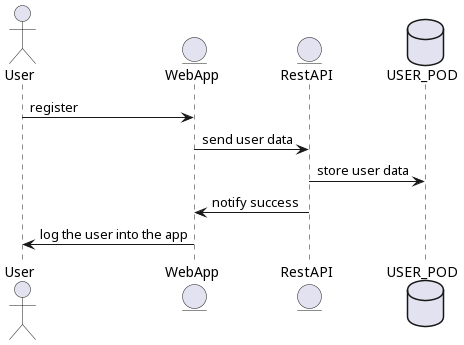 User
WebApp
RestAPI
USER_POD
register
send user data
store user data
notify success
log the user into the app
User
WebApp
RestAPI
USER_POD